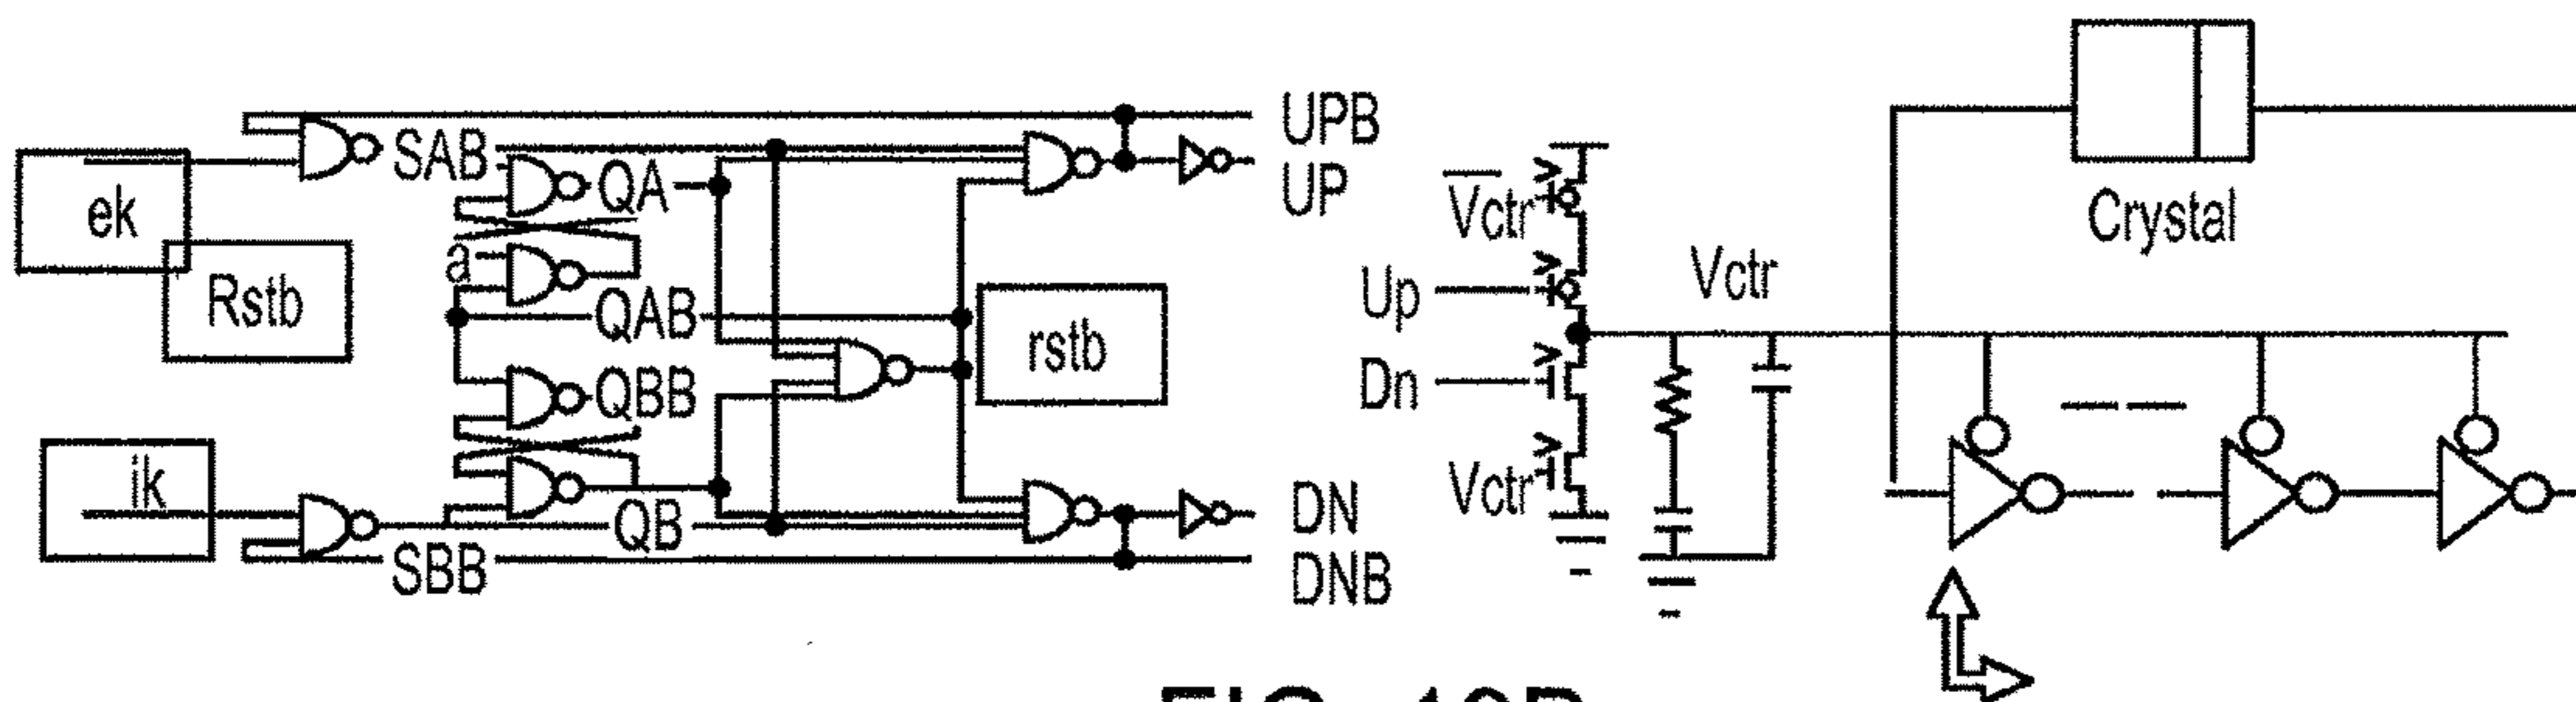 ek
Rstb
ik
SAB
QA
a
QAB
QBB
QB
SBB
rstb
UPB
UP
DN
DNB
Vctr
Up
Dn
Vctr
Vctr
Crystal